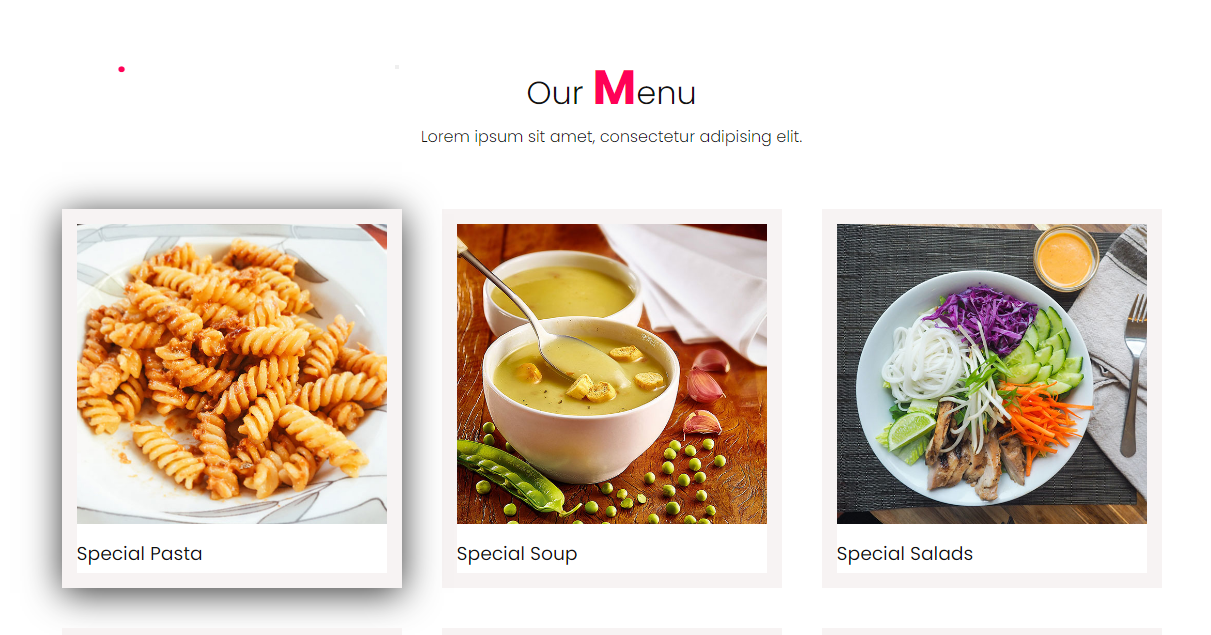 Our Menu
Lorem ipsum sit amet, consectetur adipising elit.
Special Pasta
Special Soup
Special Salads